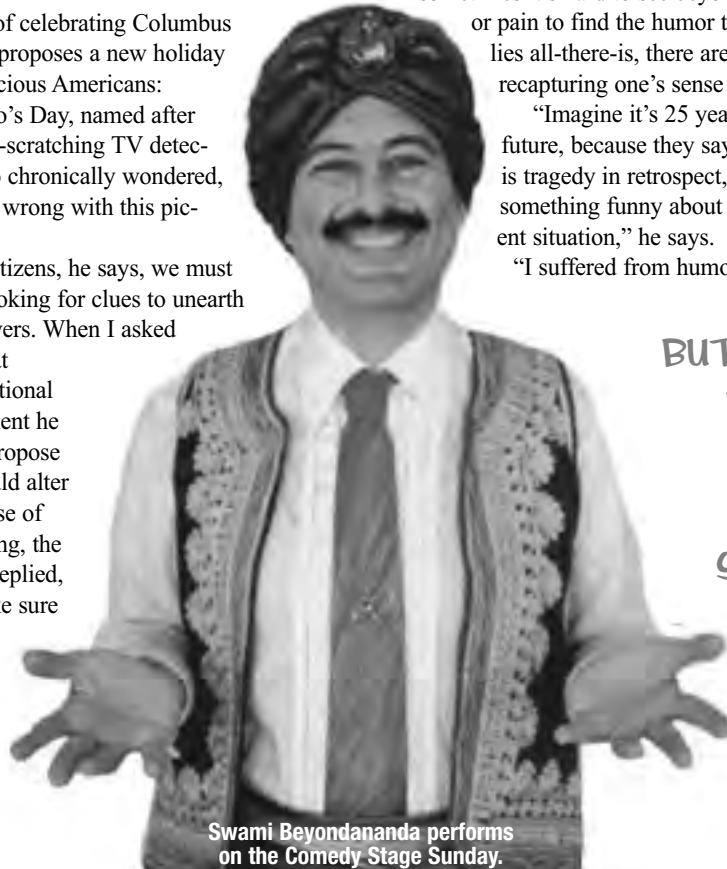 of celebrating Columbus
proposes a new holiday
cious Americans:
o’s Day, named after
-scratching TV detec-
chronically wondered,
wrong with this pic-
tizens, he says, we must
oking for clues to unearth
vers. When I asked
tional
ent he
ropose
ld alter
se of
ng, the
eplied,
ke sure
or pain to find the humor t
lies all-there-is, there are
recapturing one’s sense
“Imagine it’s 25 yea
future, because they say
is tragedy in retrospect,
something funny about
ent situation,” he says.
“I suffered from humo
BUT
Swami Beyondananda performs
on the Comedy Stage Sunday.